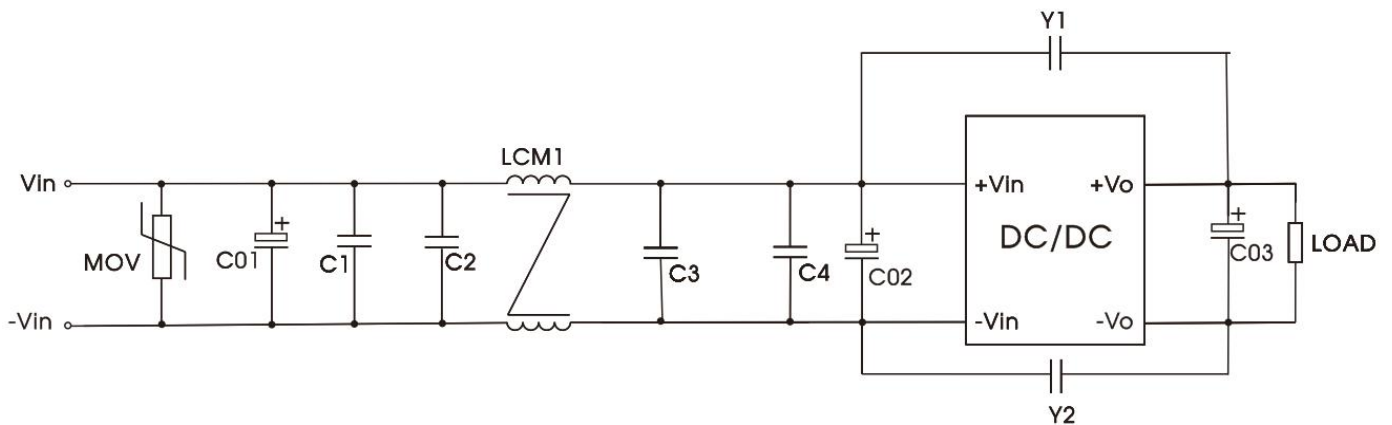 Y1
LCM1
Vin
+Vin
+Vo
MOV
+
C01
C1
C2
C3
C4
+
C02
DC/DC
+
C03
LOAD
-Vin
-Vin
-Vo
Y2